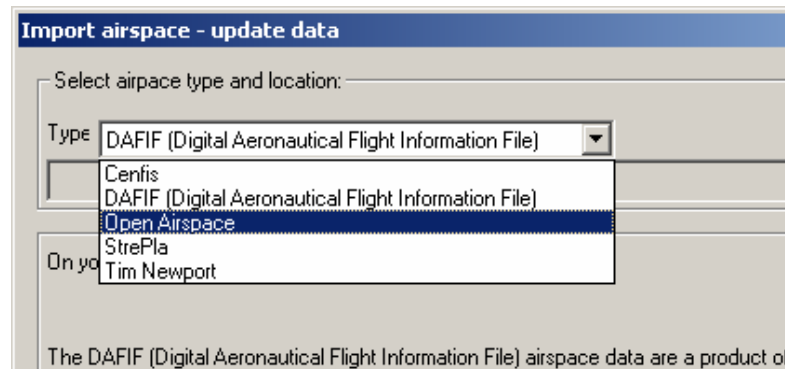 Import airspace - update data
Select airpace type and location:
Type DAFIF (Digital Aeronautical Flight Information File)
Cenfis
DAFIF (Digital Aeronautical Flight Information File)
Open Airspace
StrePla
On yo
Tim Newport
The DAFIF (Digital Aeronautical Flight Information File) airspace data are a product of